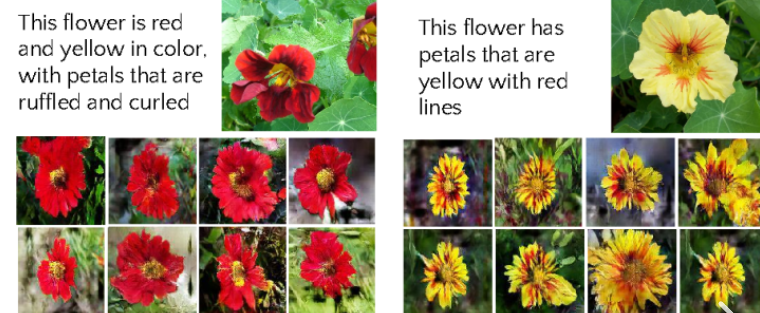 This flower is red
and yellow in color,
with petals that are
ruffled and curled
This flower has
petals that are
yellow with red
lines